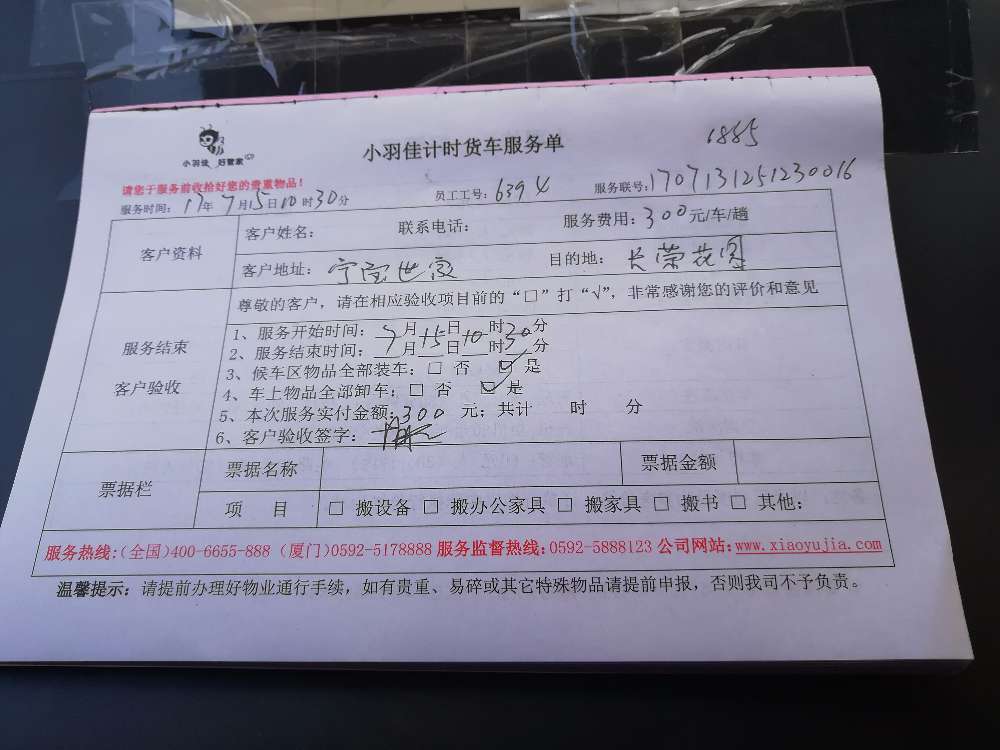 小羽佳 好管家
小羽佳计时货车服务单
1885
请您于服务前收拾好您的贵重物品！
服务时间：17年7月15日10时30分 员工工号：6394 服务联号：1707131251230016
客户资料
客户姓名： 联系电话： 服务费用：300元/车/趟
客户地址：宁宝世家 目的地：长荣花园
服务结束
客户验收
尊敬的客户，请在相应验收项目前的“□”打“√”，非常感谢您的评价和意见
1、服务开始时间：7月15日10时30分
2、服务结束时间：__月__日__时__分
3、候车区物品全部装车：□ 否 ☑ 是
4、车上物品全部卸车：□ 否 ☑ 是
5、本次服务实付金额：300 元；共计 时 分
6、客户验收签字：
票据栏
票据名称 票据金额
项 目 □ 搬设备 □ 搬办公家具 □ 搬家具 □ 搬书 □ 其他：
服务热线：（全国）400-6655-888（厦门）0592-5178888 服务监督热线：0592-5888123 公司网站：www.xiaoyujia.com
温馨提示：请提前办理好物业通行手续，如有贵重、易碎或其它特殊物品请提前申报，否则我司不予负责。